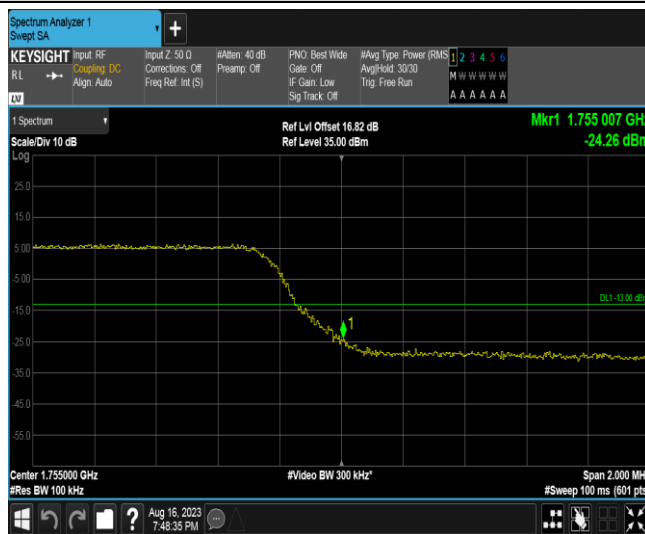 Spectrum Analyzer 1
Swept SA
+
KEYSIGHT
RL
LXI
Input: RF
Coupling: DC
Align: Auto
Input Z: 50 Ω
Corrections: Off
Freq Ref: Int (S)
#Atten: 40 dB
Preamp: Off
PNO: Best Wide
Gate: Off
IF Gain: Low
Sig Track: Off
#Avg Type: Power (RMS
Avg|Hold: 30/30
Trig: Free Run
1 2 3 4 5 6
M W W W W W
A A A A A A
1 Spectrum
Scale/Div 10 dB
Log
Ref Lvl Offset 16.82 dB
Ref Level 35.00 dBm
Mkr1 1.755 007 GHz
-24.26 dBm
25.0
15.0
5.00
-5.00
-15.0
-25.0
-35.0
-45.0
-55.0
DL1 -13.00 dBm
1
Center 1.755000 GHz
#Res BW 100 kHz
#Video BW 300 kHz*
Span 2.000 MH
#Sweep 100 ms (601 pts
?
Aug 16, 2023
7:48:35 PM